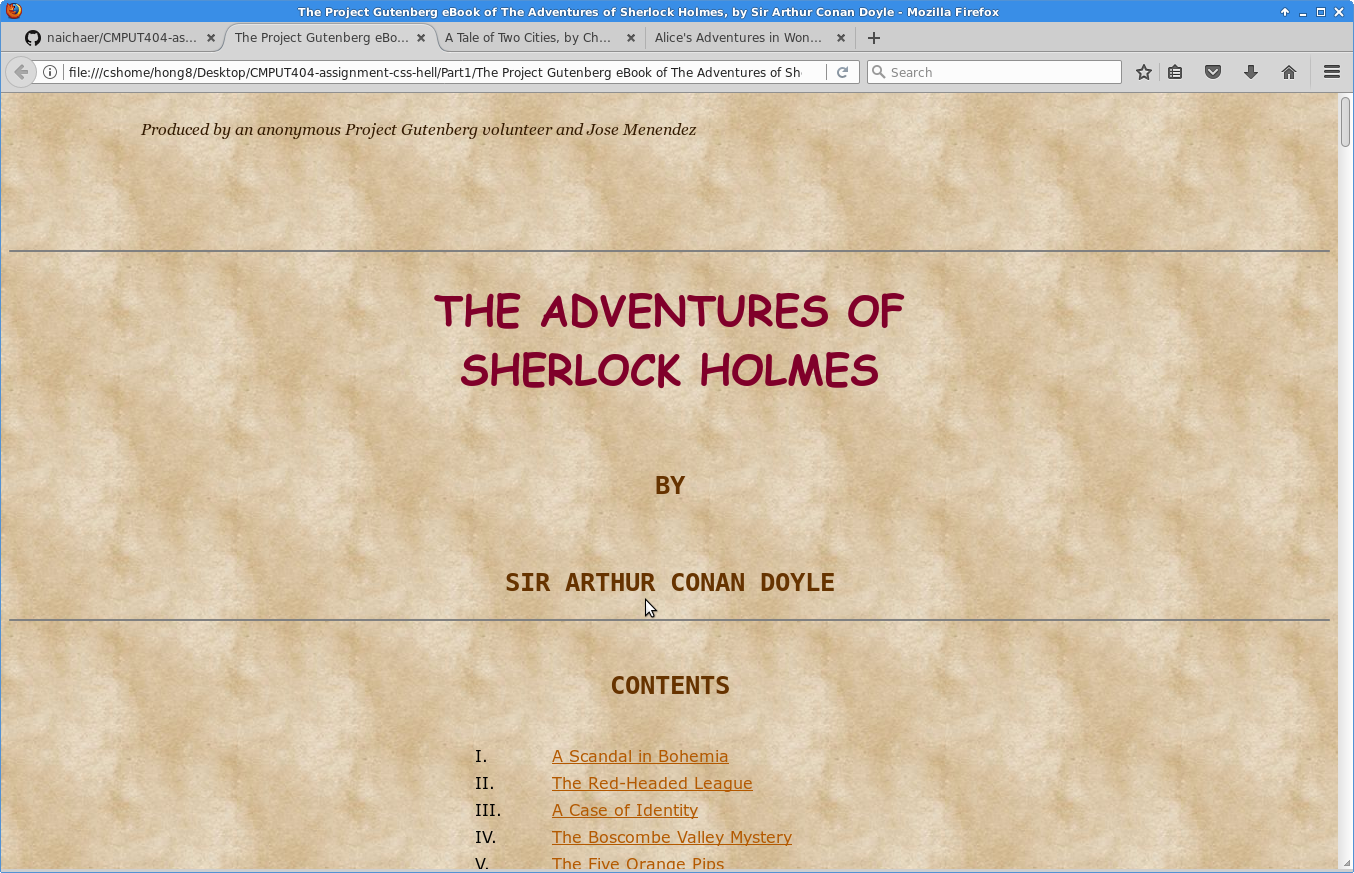 The Project Gutenberg eBook of The Adventures of Sherlock Holmes, by Sir Arthur Conan Doyle - Mozilla Firefox
naichaer/CMPUT404-as... The Project Gutenberg eBo... A Tale of Two Cities, by Ch... Alice's Adventures in Won...
file:///cshome/hong8/Desktop/CMPUT404-assignment-css-hell/Part1/The Project Gutenberg eBook of The Adventures of Sh Search
Produced by an anonymous Project Gutenberg volunteer and Jose Menendez
THE ADVENTURES OF
SHERLOCK HOLMES
BY
SIR ARTHUR CONAN DOYLE
CONTENTS
I. A Scandal in Bohemia
II. The Red-Headed League
III. A Case of Identity
IV. The Boscombe Valley Mystery
V. The Five Orange Pips